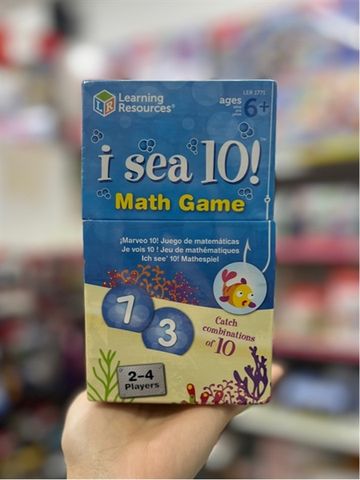 Learning
Resources®
LER 1771
ages
6+
i sea 10!
Math Game
¡Marveo 10! Juego de matemáticas
Je vois 10 ! Jeu de mathématiques
Ich see' 10! Mathespiel
7
3
Catch
combinations
of 10
2–4
Players